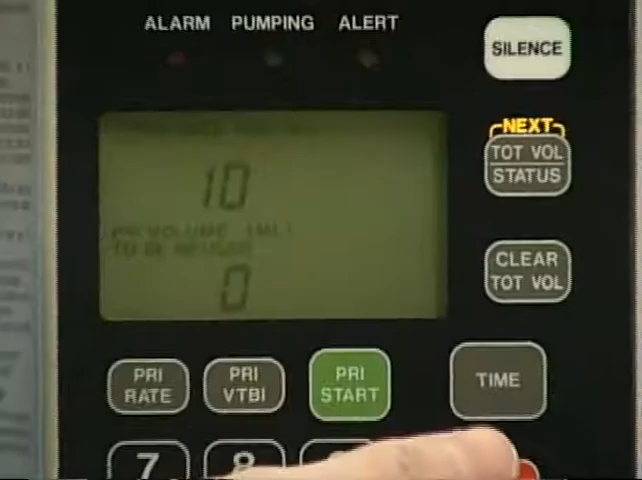 ALARM PUMPING ALERT
SILENCE
NEXT
TOT VOL
STATUS
10
PRI VOLUME (ML)
TO BE INFUSED
0
CLEAR
TOT VOL
PRI
RATE
PRI
VTBI
PRI
START
TIME
7 8